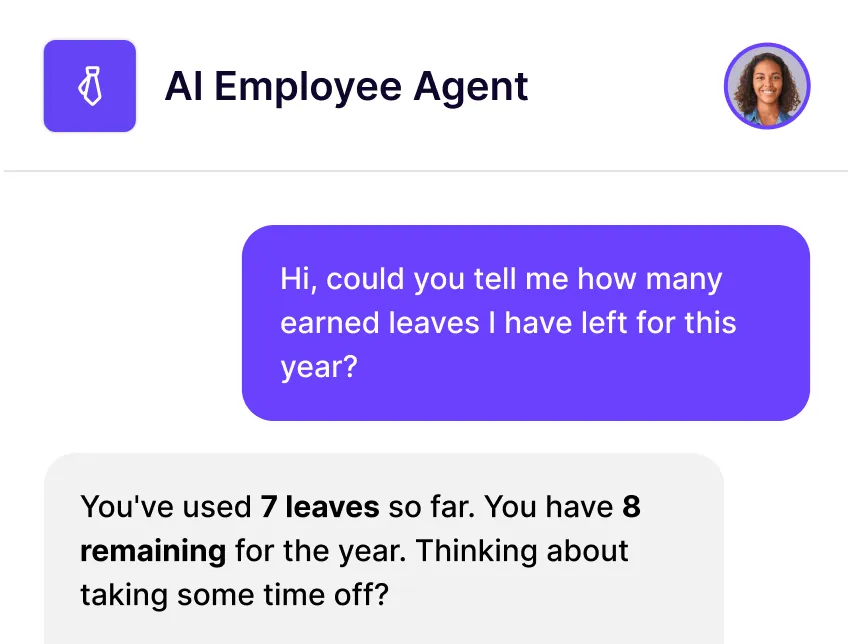 AI Employee Agent
Hi, could you tell me how many
earned leaves I have left for this
year?
You've used 7 leaves so far. You have 8
remaining for the year. Thinking about
taking some time off?